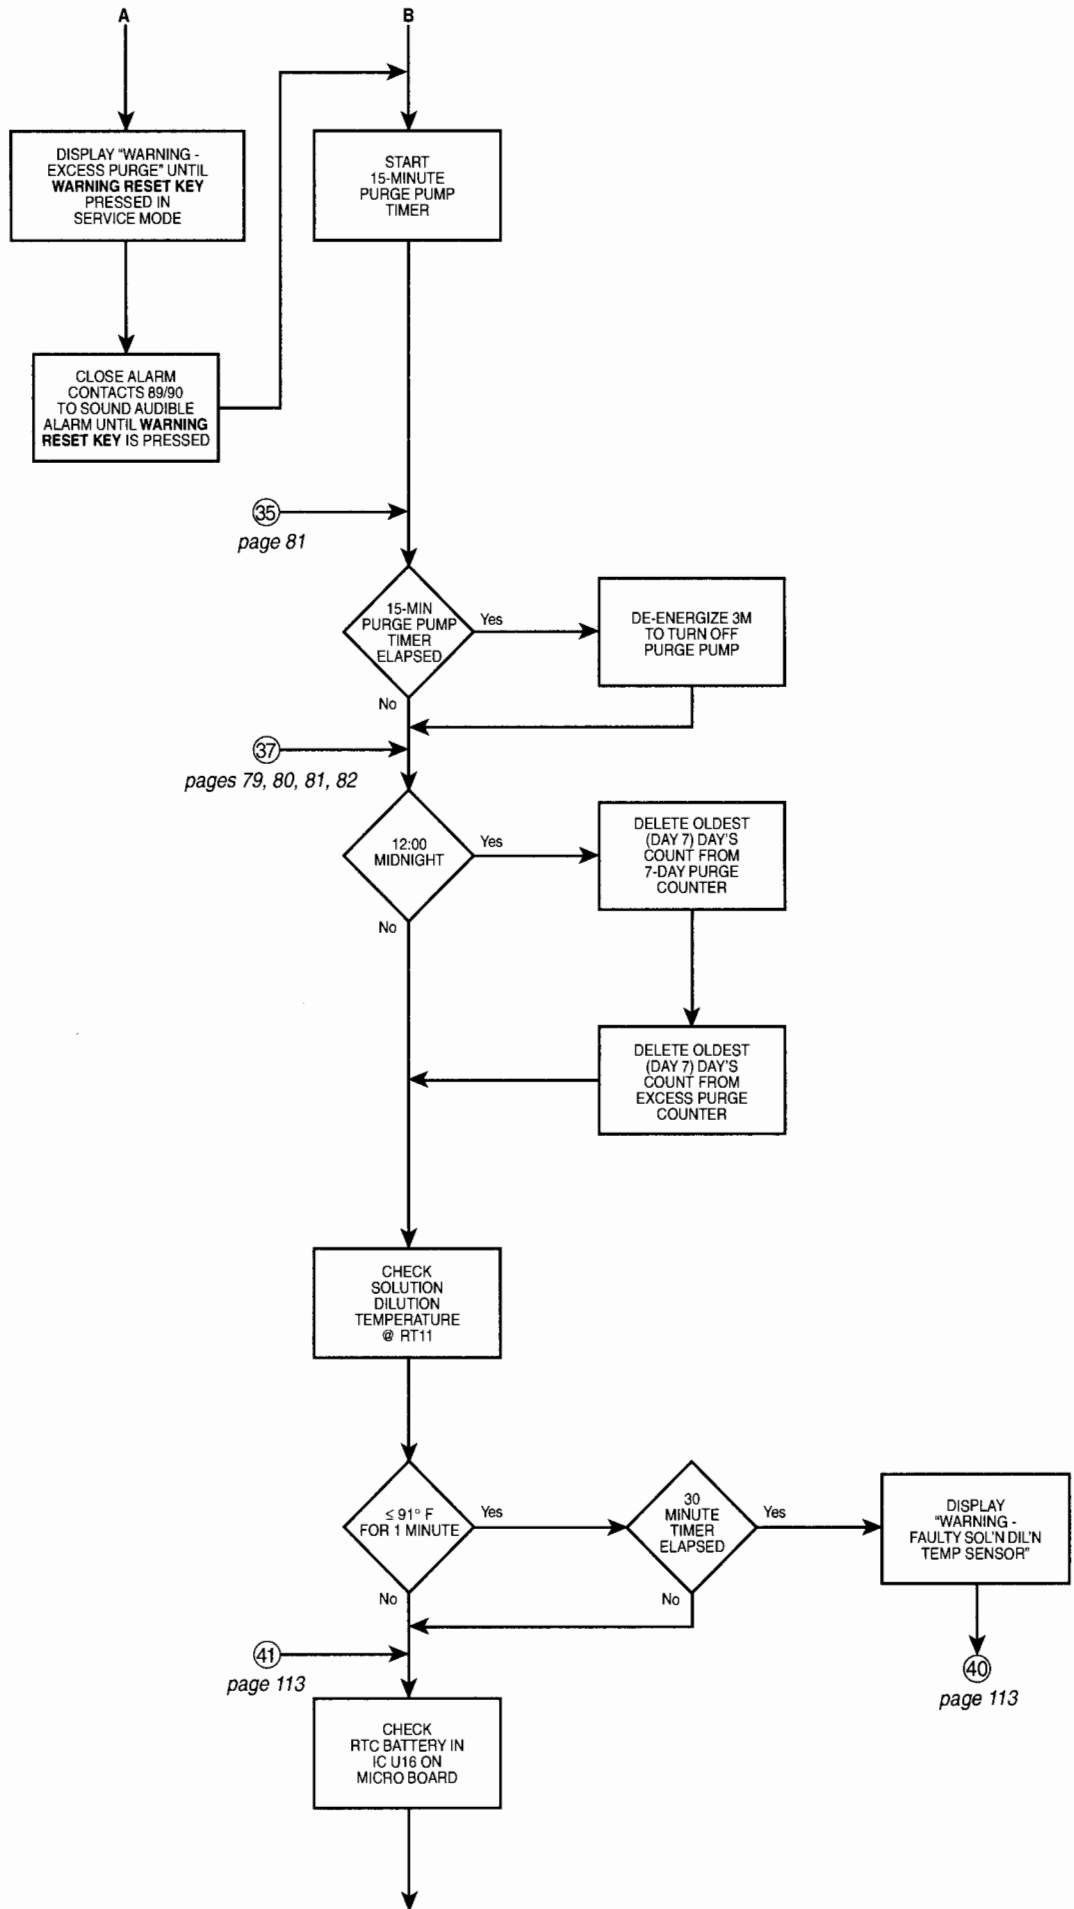 A
B
DISPLAY "WARNING -
EXCESS PURGE" UNTIL
WARNING RESET KEY
PRESSED IN
SERVICE MODE
START
15-MINUTE
PURGE PUMP
TIMER
CLOSE ALARM
CONTACTS 89/90
TO SOUND AUDIBLE
ALARM UNTIL WARNING
RESET KEY IS PRESSED
35
page 81
15-MIN
PURGE PUMP
TIMER
ELAPSED
Yes
No
DE-ENERGIZE 3M
TO TURN OFF
PURGE PUMP
37
pages 79, 80, 81, 82
12:00
MIDNIGHT
Yes
No
DELETE OLDEST
(DAY 7) DAY'S
COUNT FROM
7-DAY PURGE
COUNTER
DELETE OLDEST
(DAY 7) DAY'S
COUNT FROM
EXCESS PURGE
COUNTER
CHECK
SOLUTION
DILUTION
TEMPERATURE
@ RT11
≤ 91° F
FOR 1 MINUTE
Yes
No
30
MINUTE
TIMER
ELAPSED
Yes
No
DISPLAY
"WARNING -
FAULTY SOL'N DIL'N
TEMP SENSOR"
41
page 113
40
page 113
CHECK
RTC BATTERY IN
IC U16 ON
MICRO BOARD